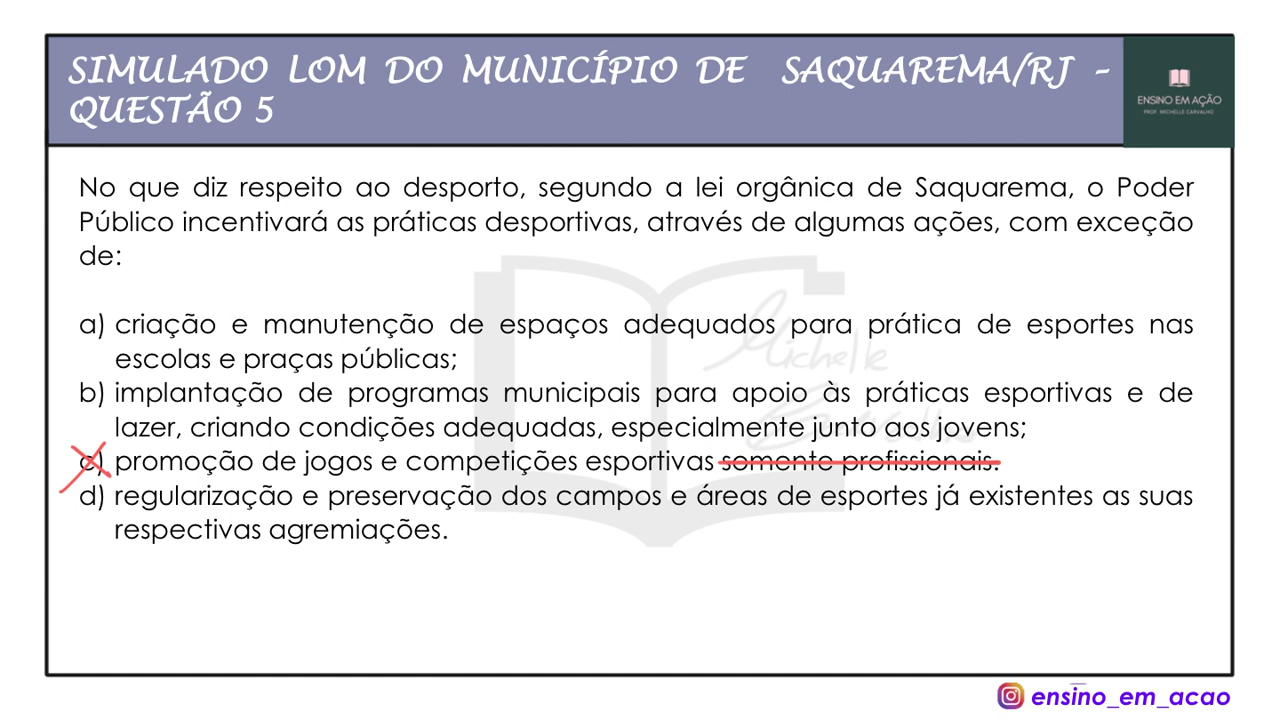 SIMULADO LOM DO MUNICÍPIO DE SAQUAREMA/RJ –
QUESTÃO 5
ENSINO EM AÇÃO
PROF. MICHELLE CARVALHO
No que diz respeito ao desporto, segundo a lei orgânica de Saquarema, o Poder
Público incentivará as práticas desportivas, através de algumas ações, com exceção
de:
a) criação e manutenção de espaços adequados para prática de esportes nas
escolas e praças públicas;
b) implantação de programas municipais para apoio às práticas esportivas e de
lazer, criando condições adequadas, especialmente junto aos jovens;
c) promoção de jogos e competições esportivas somente profissionais.
d) regularização e preservação dos campos e áreas de esportes já existentes as suas
respectivas agremiações.
Michelle
ensino_em_acao